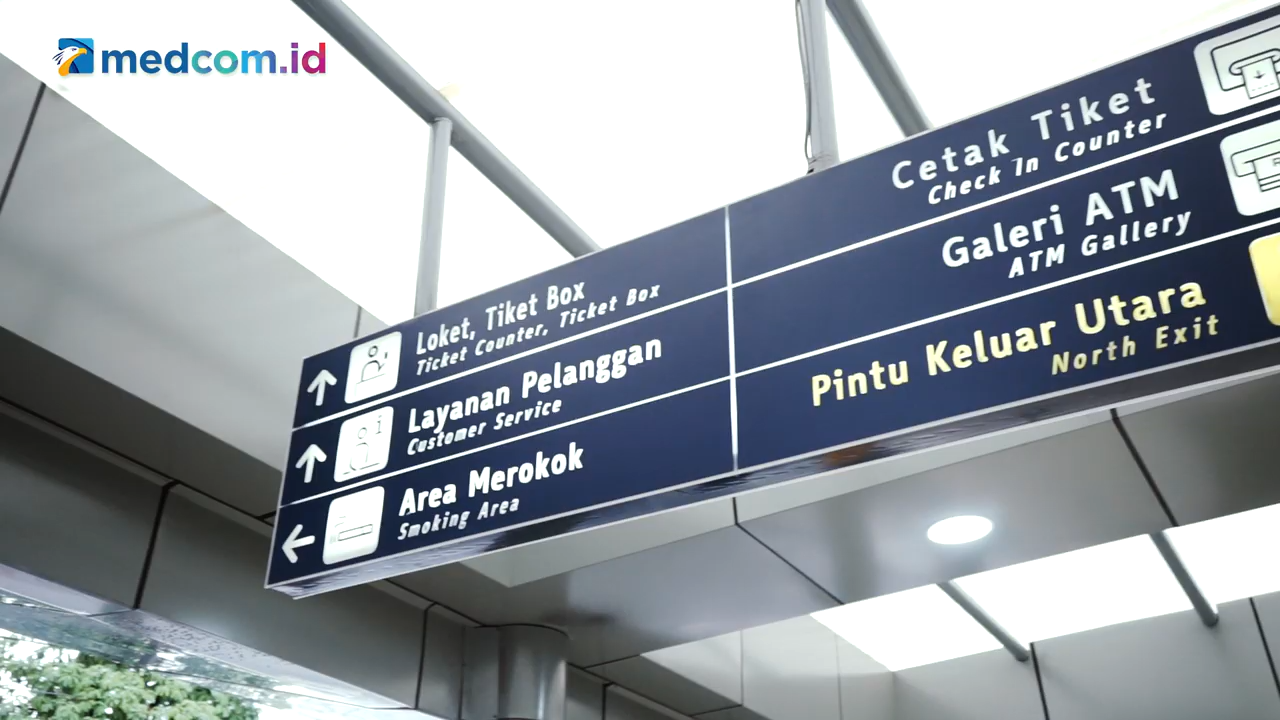 medcom.id
Loket, Tiket Box
Ticket Counter, Ticket Box
Layanan Pelanggan
Customer Service
Area Merokok
Smoking Area
Cetak Tiket
Check In Counter
Galeri ATM
ATM Gallery
Pintu Keluar Utara
North Exit